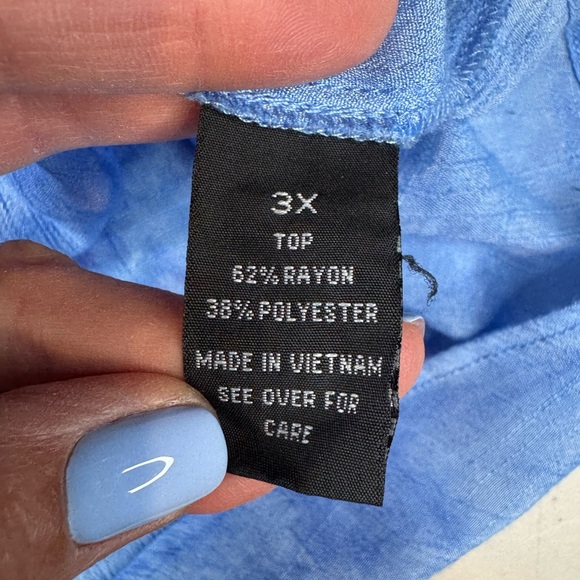 3X
TOP
62% RAYON
38% POLYESTER
MADE IN VIETNAM
SEE OVER FOR
CARE